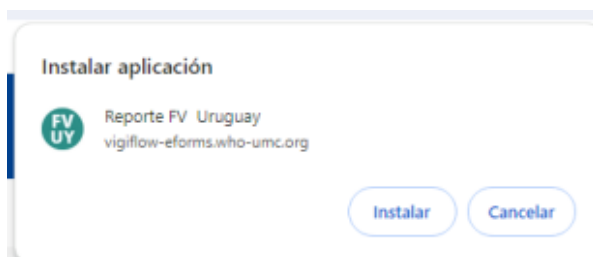 Instalar aplicación
FV
UY
Reporte FV Uruguay
vigiflow-eforms.who-umc.org
Instalar
Cancelar